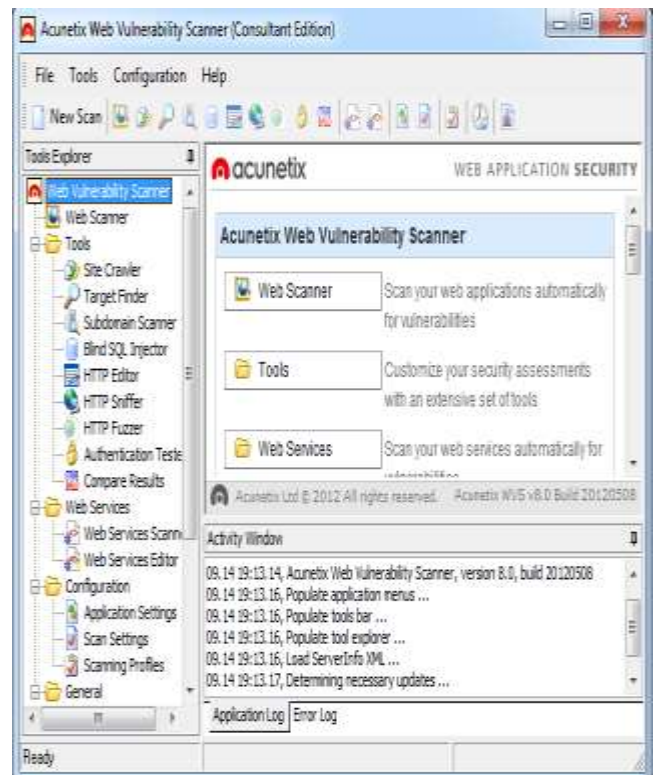 Acunetix Web Vulnerability Scanner (Consultant Edition)
File Tools Configuration Help
New Scan
Tools Explorer
Web Vulnerability Scanner
Web Scanner
Tools
Site Crawler
Target Finder
Subdomain Scanner
Blind SQL Injector
HTTP Editor
HTTP Sniffer
HTTP Fuzzer
Authentication Teste
Compare Results
Web Services
Web Services Scann
Web Services Editor
Configuration
Application Settings
Scan Settings
Scanning Profiles
General
acunetix WEB APPLICATION SECURITY
Acunetix Web Vulnerability Scanner
Web Scanner
Scan your web applications automatically
for vulnerabilities
Tools
Customize your security assessments
with an extensive set of tools
Web Services
Scan your web services automatically for
vulnerabilities
Acunetix Ltd © 2012 All rights reserved. Acunetix WVS v8.0 Build 20120508
Activity Window
09.14 19:13.14, Acunetix Web Vulnerability Scanner, version 8.0, build 20120508
09.14 19:13.16, Populate application menus ...
09.14 19:13.16, Populate tools bar ...
09.14 19:13.16, Populate tool explorer ...
09.14 19:13.16, Load ServerInfo XML ...
09.14 19:13.17, Determining necessary updates ...
Application Log Error Log
Ready